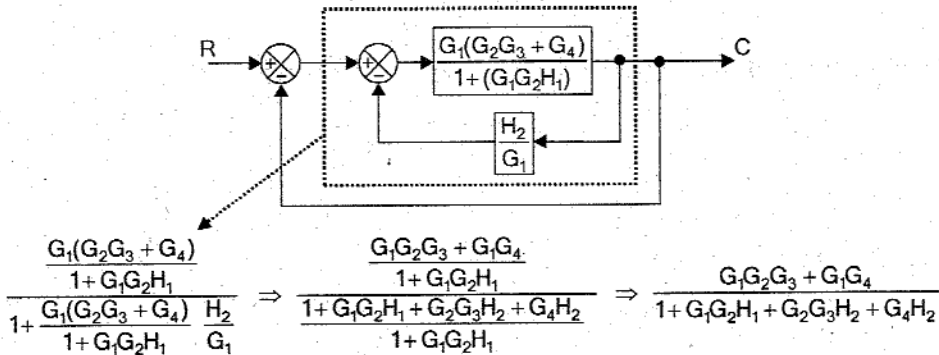 R
+
−
+
−
G₁(G₂G₃ + G₄)
1 + (G₁G₂H₁)
C
H₂
G₁
G₁(G₂G₃ + G₄)
1 + G₁G₂H₁
1 + G₁(G₂G₃ + G₄) H₂
1 + G₁G₂H₁ G₁
⇒
G₁G₂G₃ + G₁G₄
1 + G₁G₂H₁
1 + G₁G₂H₁ + G₂G₃H₂ + G₄H₂
1 + G₁G₂H₁
⇒
G₁G₂G₃ + G₁G₄
1 + G₁G₂H₁ + G₂G₃H₂ + G₄H₂